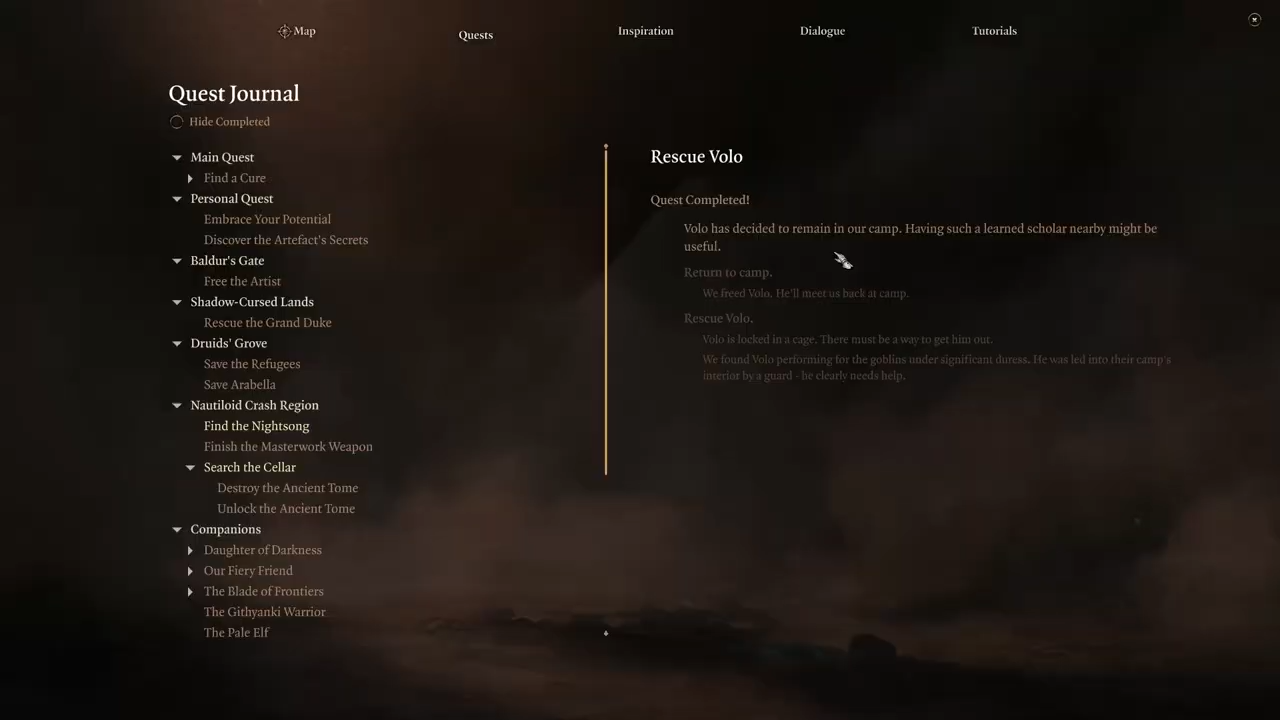 Map
Quests
Inspiration
Dialogue
Tutorials
Quest Journal
Hide Completed
Main Quest
Find a Cure
Personal Quest
Embrace Your Potential
Discover the Artefact's Secrets
Baldur's Gate
Free the Artist
Shadow-Cursed Lands
Rescue the Grand Duke
Druids' Grove
Save the Refugees
Save Arabella
Nautiloid Crash Region
Find the Nightsong
Finish the Masterwork Weapon
Search the Cellar
Destroy the Ancient Tome
Unlock the Ancient Tome
Companions
Daughter of Darkness
Our Fiery Friend
The Blade of Frontiers
The Githyanki Warrior
The Pale Elf
Rescue Volo
Quest Completed!
Volo has decided to remain in our camp. Having such a learned scholar nearby might be
useful.
Return to camp.
We freed Volo. He'll meet us back at camp.
Rescue Volo.
Volo is locked in a cage. There must be a way to get him out.
We found Volo performing for the goblins under significant duress. He was led into their camp's
interior by a guard - he clearly needs help.